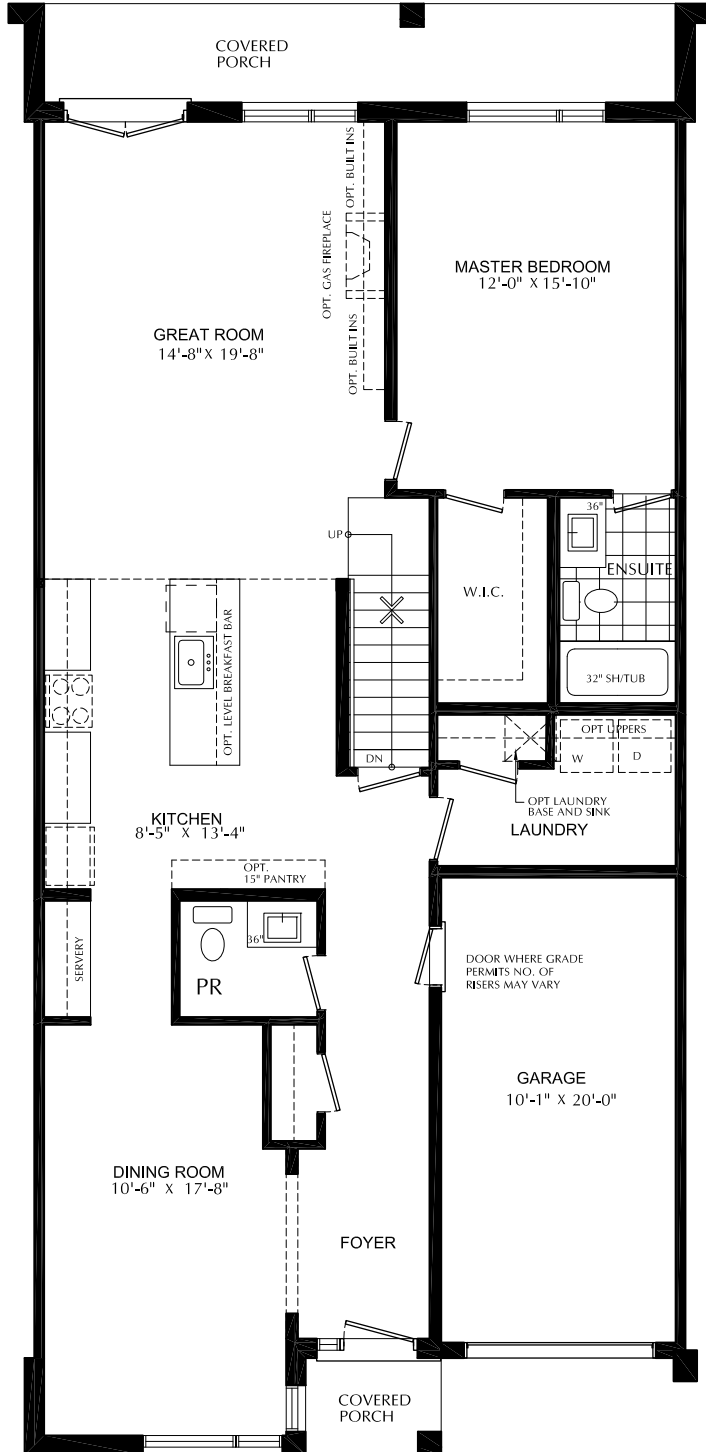 COVERED
PORCH
OPT. BUILT INS
OPT. GAS FIREPLACE
OPT. BUILT INS
MASTER BEDROOM
12'-0" X 15'-10"
GREAT ROOM
14'-8" X 19'-8"
UP
36"
ENSUITE
W.I.C.
OPT. LEVEL BREAKFAST BAR
32" SH/TUB
OPT UPPERS
DN
W
D
OPT LAUNDRY
BASE AND SINK
LAUNDRY
KITCHEN
8'-5" X 13'-4"
OPT.
15" PANTRY
SERVERY
36"
PR
DOOR WHERE GRADE
PERMITS NO. OF
RISERS MAY VARY
GARAGE
10'-1" X 20'-0"
DINING ROOM
10'-6" X 17'-8"
FOYER
COVERED
PORCH